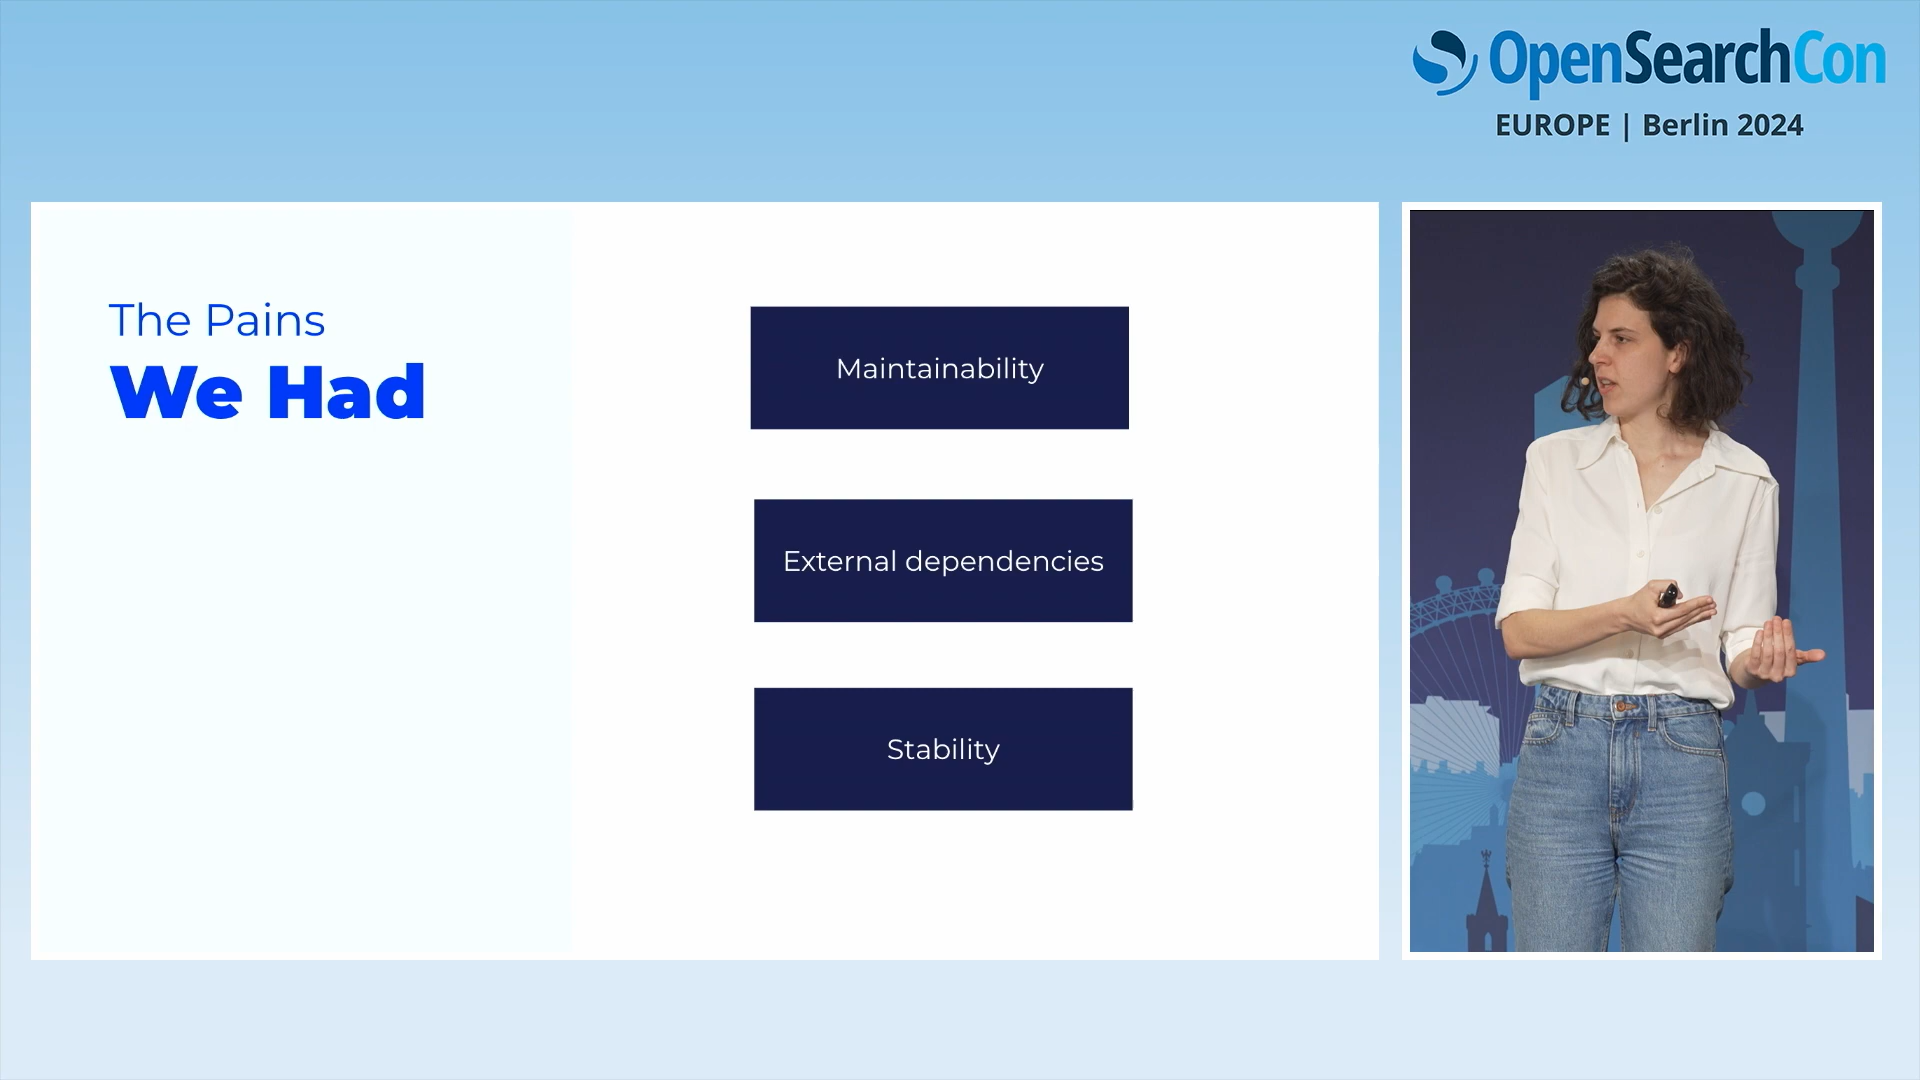 OpenSearchCon
EUROPE | Berlin 2024
The Pains
We Had
Maintainability
External dependencies
Stability